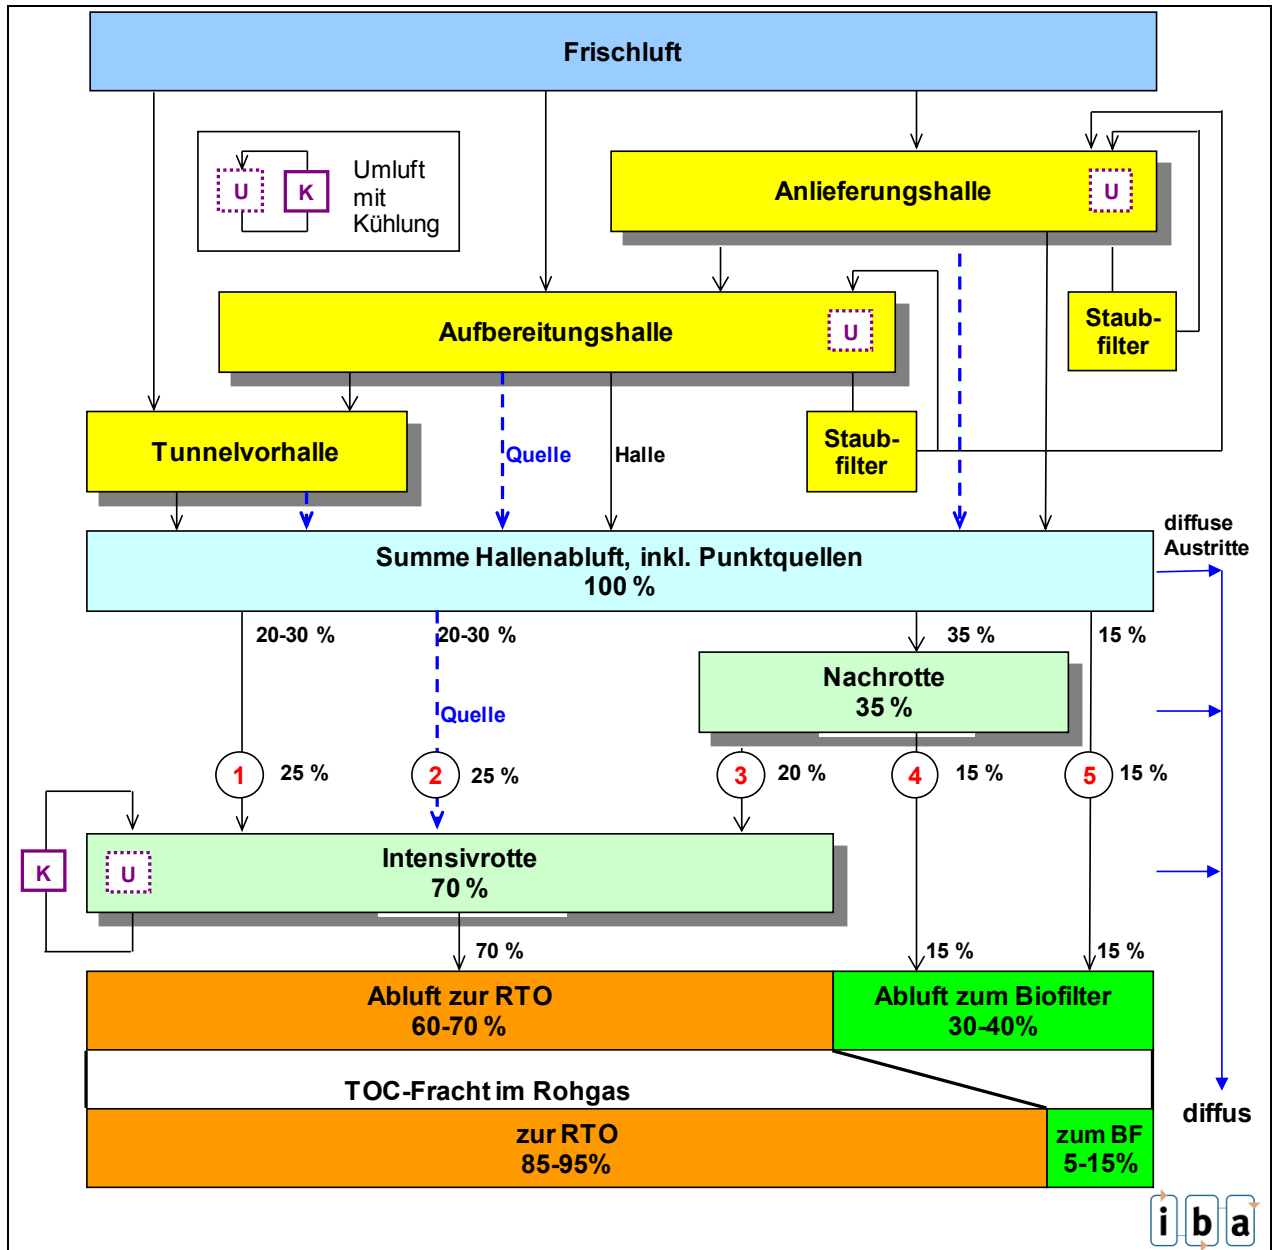 Frischluft
U
K
Umluft
mit
Kühlung
Anlieferungshalle
U
Aufbereitungshalle
U
Staub-
filter
Tunnelvorhalle
Quelle
Halle
Staub-
filter
Summe Hallenabluft, inkl. Punktquellen
100 %
diffuse
Austritte
20-30 %
20-30 %
35 %
15 %
Nachrotte
35 %
Quelle
1
25 %
2
25 %
3
20 %
4
15 %
5
15 %
K
U
Intensivrotte
70 %
70 %
15 %
15 %
Abluft zur RTO
60-70 %
Abluft zum Biofilter
30-40%
TOC-Fracht im Rohgas
diffus
zur RTO
85-95%
zum BF
5-15%
iba